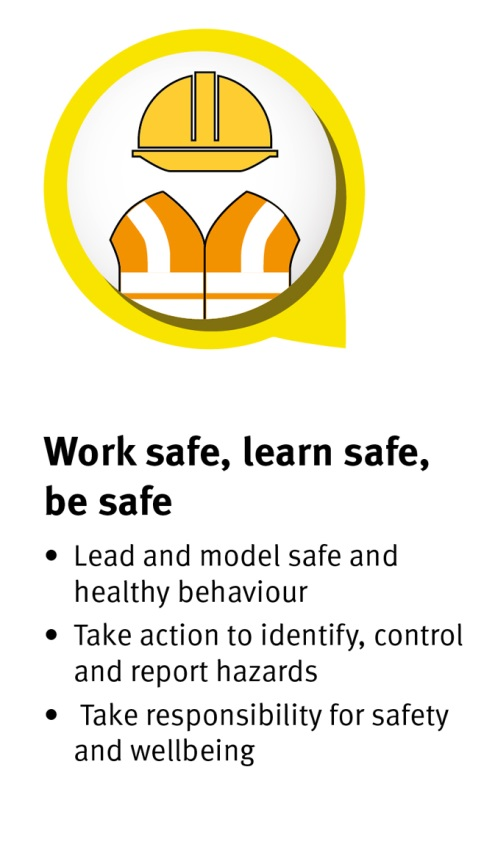 Work safe, learn safe,
be safe
• Lead and model safe and
healthy behaviour
• Take action to identify, control
and report hazards
• Take responsibility for safety
and wellbeing